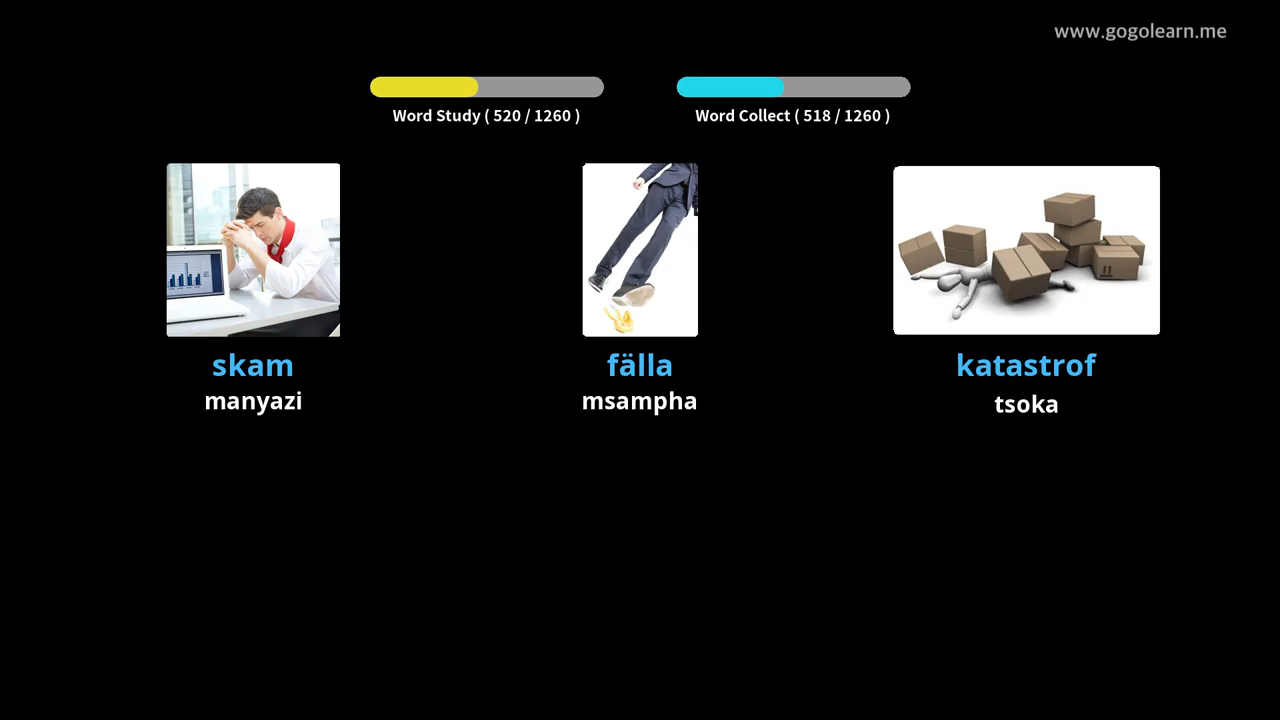 www.gogolearn.me
Word Study ( 520 / 1260 )
Word Collect ( 518 / 1260 )
skam
manyazi
fälla
msampha
katastrof
tsoka